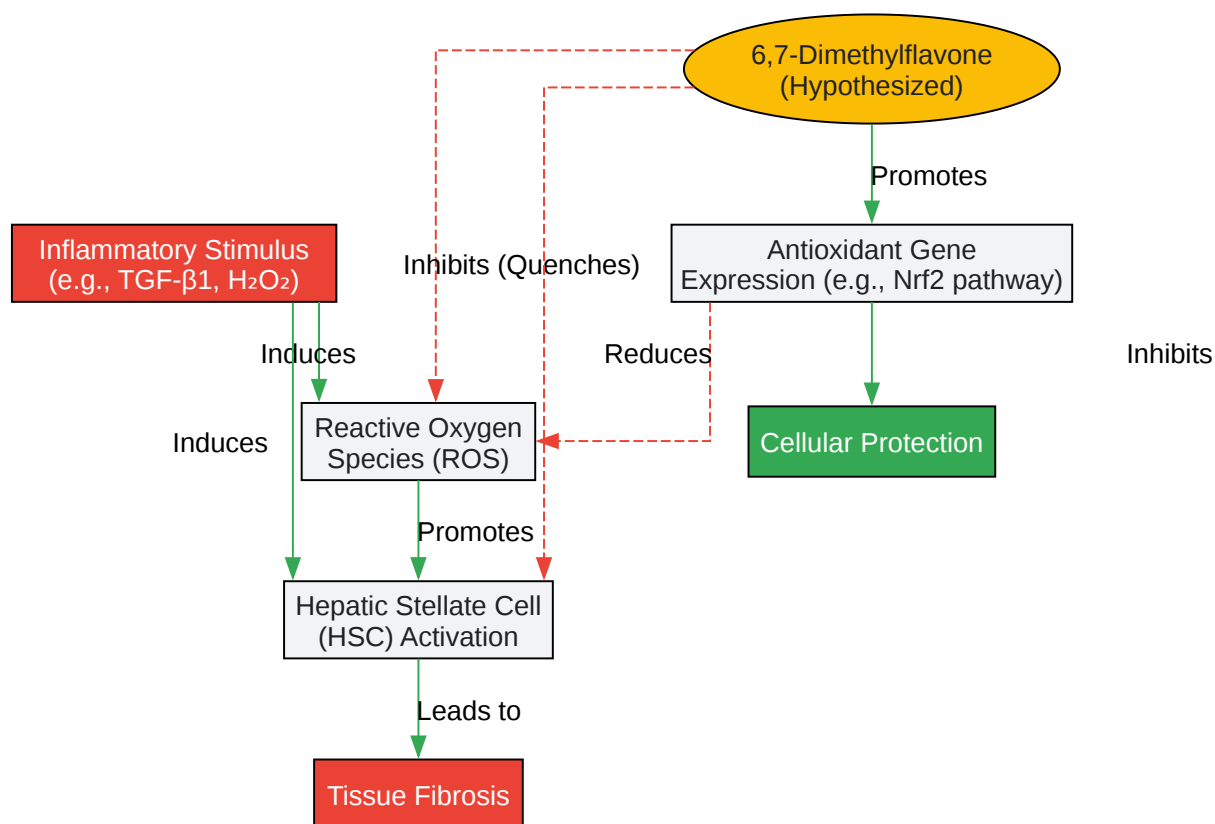 6,7-Dimethylflavone
(Hypothesized)
Promotes
Inflammatory Stimulus
(e.g., TGF-β1, H₂O₂)
Inhibits (Quenches)
Antioxidant Gene
Expression (e.g., Nrf2 pathway)
Induces
Reduces
Inhibits
Reactive Oxygen
Species (ROS)
Induces
Cellular Protection
Promotes
Hepatic Stellate Cell
(HSC) Activation
Leads to
Tissue Fibrosis